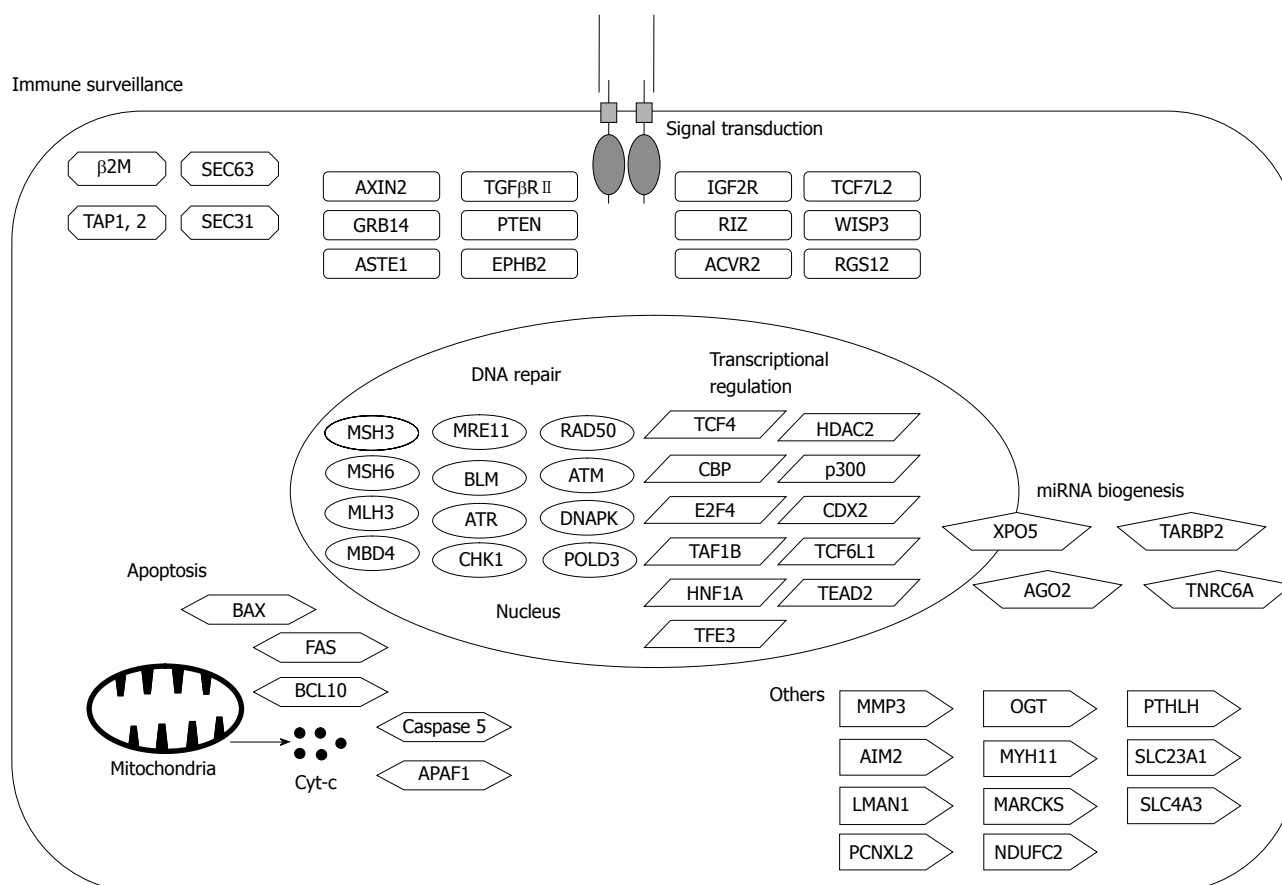 Immune surveillance
Signal transduction
β2M
SEC63
TAP1, 2
SEC31
AXIN2
TGFβR Ⅱ
GRB14
PTEN
ASTE1
EPHB2
IGF2R
TCF7L2
RIZ
WISP3
ACVR2
RGS12
DNA repair
MSH3
MRE11
RAD50
MSH6
BLM
ATM
MLH3
ATR
DNAPK
MBD4
CHK1
POLD3
Nucleus
Transcriptional
regulation
TCF4
HDAC2
CBP
p300
E2F4
CDX2
TAF1B
TCF6L1
HNF1A
TEAD2
TFE3
miRNA biogenesis
XPO5
TARBP2
AGO2
TNRC6A
Apoptosis
BAX
FAS
BCL10
Caspase 5
APAF1
Mitochondria
Cyt-c
Others
MMP3
OGT
PTHLH
AIM2
MYH11
SLC23A1
LMAN1
MARCKS
SLC4A3
PCNXL2
NDUFC2